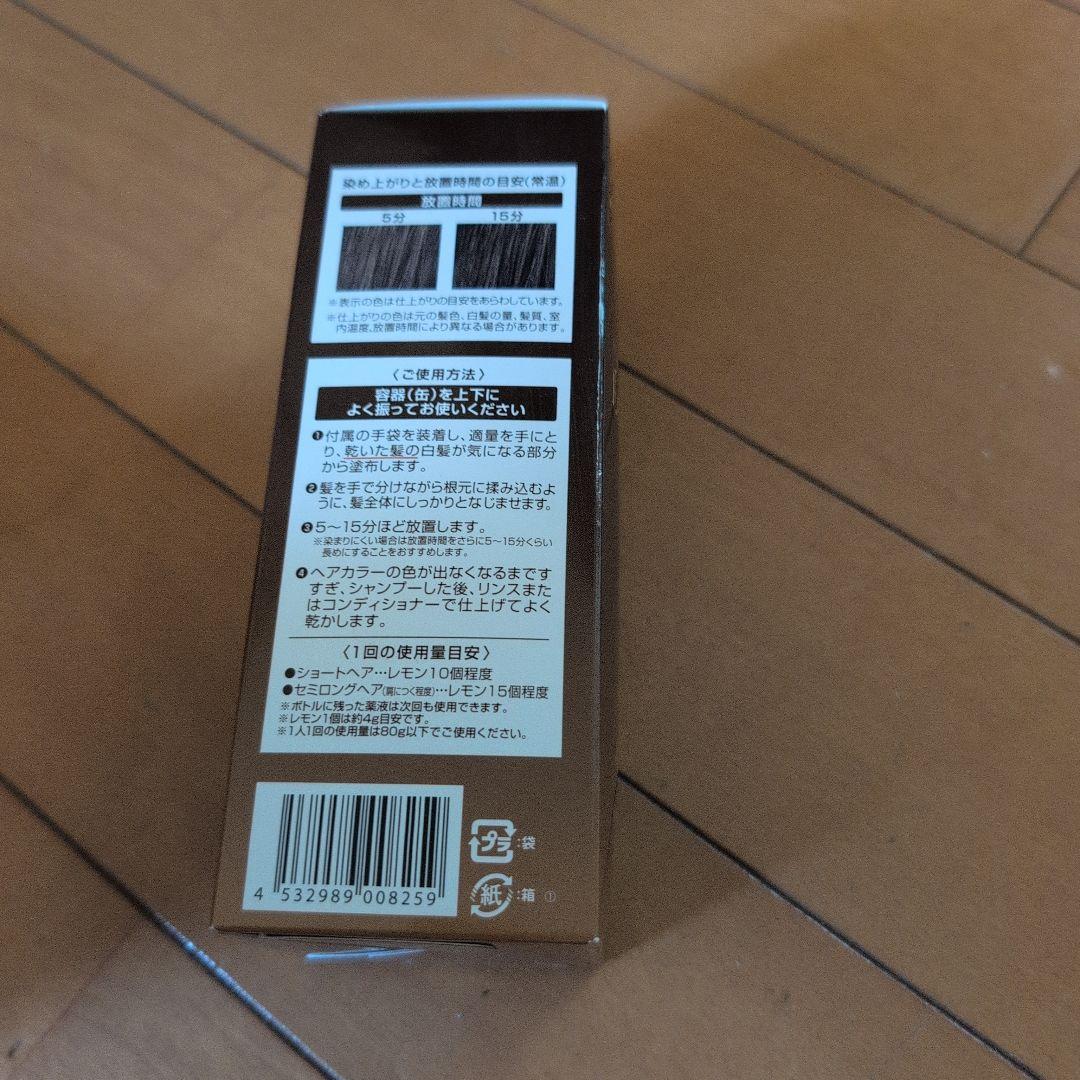 染め上がりと放置時間の目安(常温)
放置時間
5分 15分
※表示の色は仕上がりの目安をあらわしています。
※仕上がりの色は元の髪色、白髪の量、髪質、室
内温度、放置時間により異なる場合があります。
〈ご使用方法〉
容器(缶)を上下に
よく振ってお使いください
❶付属の手袋を装着し、適量を手にと
り、乾いた髪の白髪が気になる部分
から塗布します。
❷髪を手で分けながら根元に揉み込むよ
うに、髪全体にしっかりとなじませます。
❸5〜15分ほど放置します。
※染まりにくい場合は放置時間をさらに5〜15分くらい
長めにすることをおすすめします。
❹ヘアカラーの色が出なくなるまです
すぎ、シャンプーした後、リンスまた
はコンディショナーで仕上げてよく
乾かします。
〈1回の使用量目安〉
●ショートヘア…レモン10個程度
●セミロングヘア(肩につく程度)…レモン15個程度
※ボトルに残った薬液は次回も使用できます。
※レモン1個は約4g目安です。
※1人1回の使用量は80g以下でご使用ください。
プラ:袋
紙:箱 ①
4 532989 008259